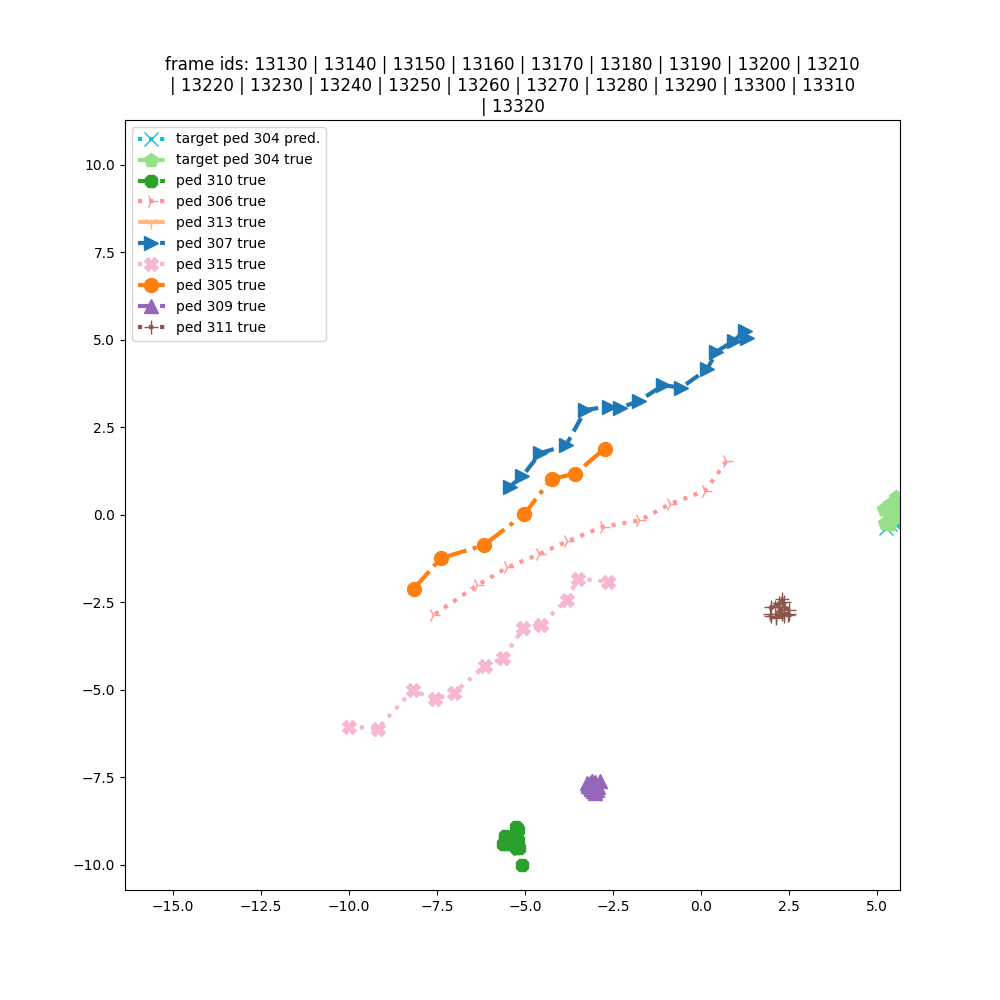 frame ids: 13130 | 13140 | 13150 | 13160 | 13170 | 13180 | 13190 | 13200 | 13210
| 13220 | 13230 | 13240 | 13250 | 13260 | 13270 | 13280 | 13290 | 13300 | 13310
| 13320
target ped 304 pred.
target ped 304 true
ped 310 true
ped 306 true
ped 313 true
ped 307 true
ped 315 true
ped 305 true
ped 309 true
ped 311 true
10.0
7.5
5.0
2.5
0.0
−2.5
−5.0
−7.5
−10.0
−15.0
−12.5
−10.0
−7.5
−5.0
−2.5
0.0
2.5
5.0